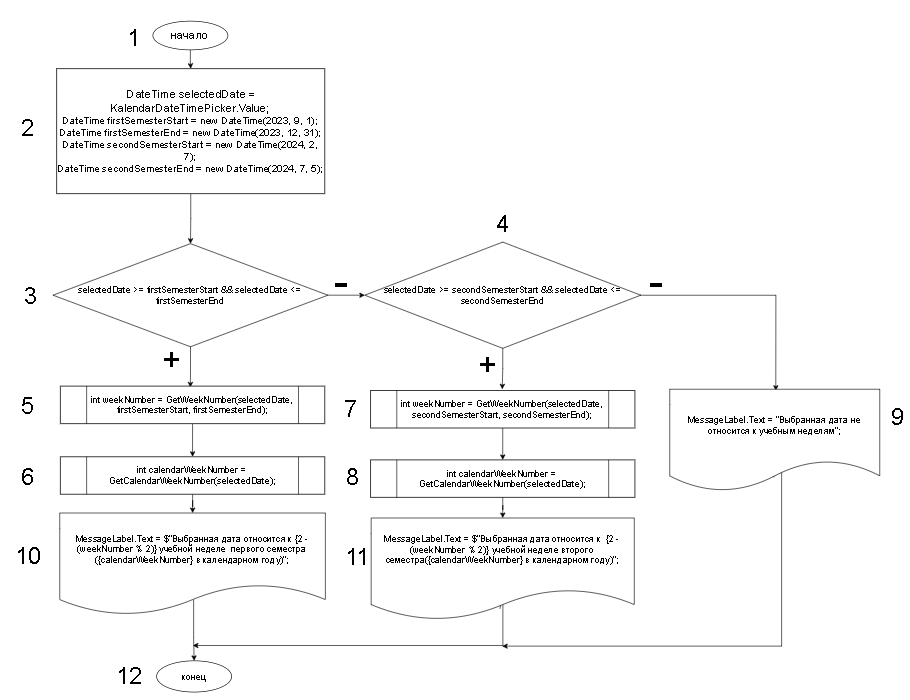 1
начало
2
DateTime selectedDate =
KalendarDateTimePicker.Value;
DateTime firstSemesterStart = new DateTime(2023, 9, 1);
DateTime firstSemesterEnd = new DateTime(2023, 12, 31);
DateTime secondSemesterStart = new DateTime(2024, 2,
7);
DateTime secondSemesterEnd = new DateTime(2024, 7, 5);
3
selectedDate >= firstSemesterStart && selectedDate <=
firstSemesterEnd
-
+
4
selectedDate >= secondSemesterStart && selectedDate <=
secondSemesterEnd
-
+
5
int weekNumber = GetWeekNumber(selectedDate,
firstSemesterStart, firstSemesterEnd);
7
int weekNumber = GetWeekNumber(selectedDate,
secondSemesterStart, secondSemesterEnd);
9
MessageLabel.Text = "Выбранная дата не
относится к учебным неделям";
6
int calendarWeekNumber =
GetCalendarWeekNumber(selectedDate);
8
int calendarWeekNumber =
GetCalendarWeekNumber(selectedDate);
10
MessageLabel.Text = $"Выбранная дата относится к {2 -
(weekNumber % 2)} учебной неделе первого семестра
({calendarWeekNumber} в календарном году)";
11
MessageLabel.Text = $"Выбранная дата относится к {2 -
(weekNumber % 2)} учебной неделе второго
семестра({calendarWeekNumber} в календарном году)";
12
конец